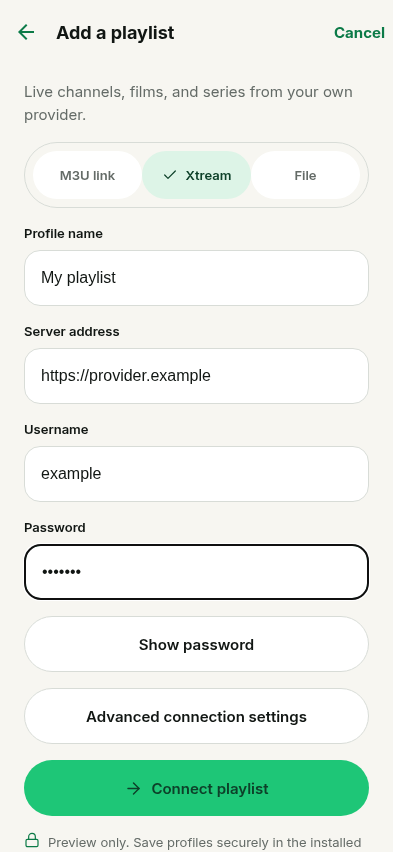 Add a playlist
Cancel
Live channels, films, and series from your own
provider.
M3U link
Xtream
File
Profile name
My playlist
Server address
https://provider.example
Username
example
Password
•••••••
Show password
Advanced connection settings
Connect playlist
Preview only. Save profiles securely in the installed